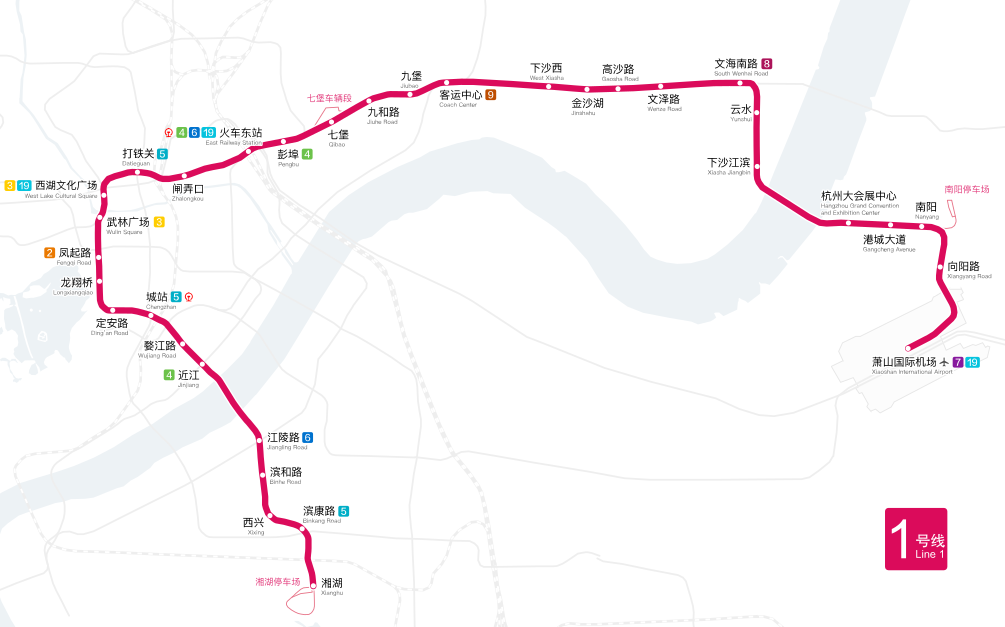 下沙西
West Xiasha
高沙路
Gaosha Road
文海南路 8
South Wenhai Road
九堡
Jiubao
客运中心 9
Coach Center
金沙湖
Jinshahu
文泽路
Wenze Road
云水
Yunshui
七堡车辆段
九和路
Jiuhe Road
4 6 19 火车东站
East Railway Station
七堡
Qibao
彭埠 4
Pengbu
打铁关 5
Datieguan
闸弄口
Zhalongkou
下沙江滨
Xiasha Jiangbin
3 19 西湖文化广场
West Lake Cultural Square
杭州大会展中心
Hangzhou Grand Convention
and Exhibition Center
南阳停车场
南阳
Nanyang
武林广场 3
Wulin Square
港城大道
Gangcheng Avenue
2 凤起路
Fengqi Road
向阳路
Xiangyang Road
龙翔桥
Longxiangqiao
城站 5
Chengzhan
定安路
Ding'an Road
婺江路
Wujiang Road
萧山国际机场 7 19
Xiaoshan International Airport
4 近江
Jinjiang
江陵路 6
Jiangling Road
滨和路
Binhe Road
西兴
Xixing
滨康路 5
Binkang Road
1号线
Line 1
湘湖停车场
湘湖
Xianghu